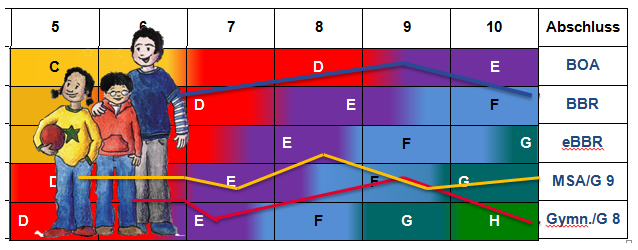 5 6 7 8 9 10 Abschluss
C D E BOA
D E F BBR
E F G eBBR
D E F G MSA/G 9
D E F G H Gymn./G 8